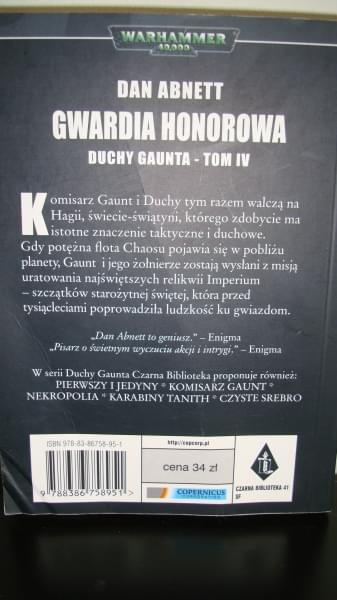 WARHAMMER
40,000
DAN ABNETT
GWARDIA HONOROWA
DUCHY GAUNTA - TOM IV
Komisarz Gaunt i Duchy tym razem walczą na
Hagii, świecie-świątyni, którego zdobycie ma
istotne znaczenie taktyczne i duchowe.
Gdy potężna flota Chaosu pojawia się w pobliżu
planety, Gaunt i jego żołnierze zostają wysłani z misją
uratowania najświętszych relikwii Imperium
– szczątków starożytnej świętej, która przed
tysiącleciami poprowadziła ludzkość ku gwiazdom.
„Dan Abnett to geniusz.” – Enigma
„Pisarz o świetnym wyczuciu akcji i intrygi.” – Enigma
W serii Duchy Gaunta Czarna Biblioteka proponuje również:
PIERWSZY I JEDYNY * KOMISARZ GAUNT *
NEKROPOLIA * KARABINY TANITH * CZYSTE SREBRO
ISBN 978-83-86758-95-1
9 788386 758951 >
http://copcorp.pl
cena 34 zł
COPERNICUS
CORPORATION
CZARNA BIBLIOTEKA 41
SF